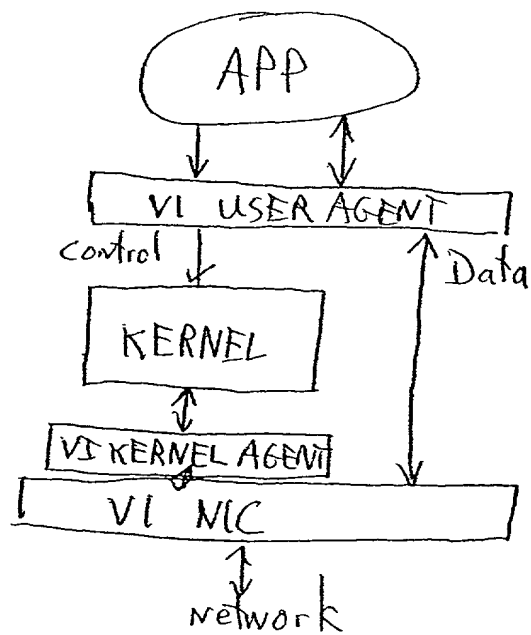 APP
VI USER AGENT
Control
Data
KERNEL
VI KERNEL AGENT
VI NIC
Network